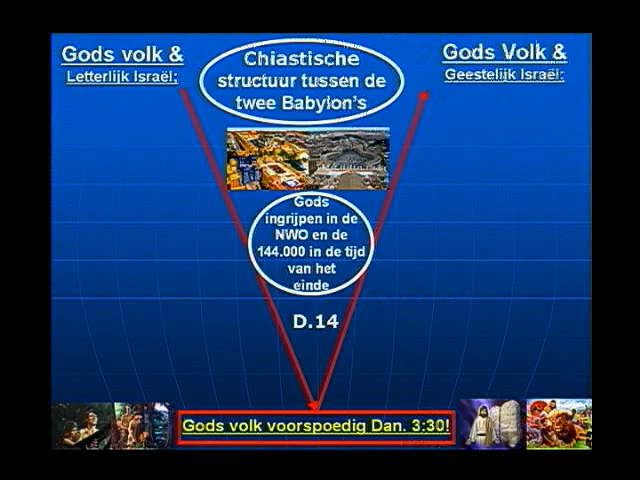 Gods volk &
Letterlijk Israël:
Chiastische
structuur tussen de
twee Babylon's
Gods Volk &
Geestelijk Israël:
Gods
ingrijpen in de
NWO en de
144.000 in de tijd
van het
einde
D.14
Gods volk voorspoedig Dan. 3:30!